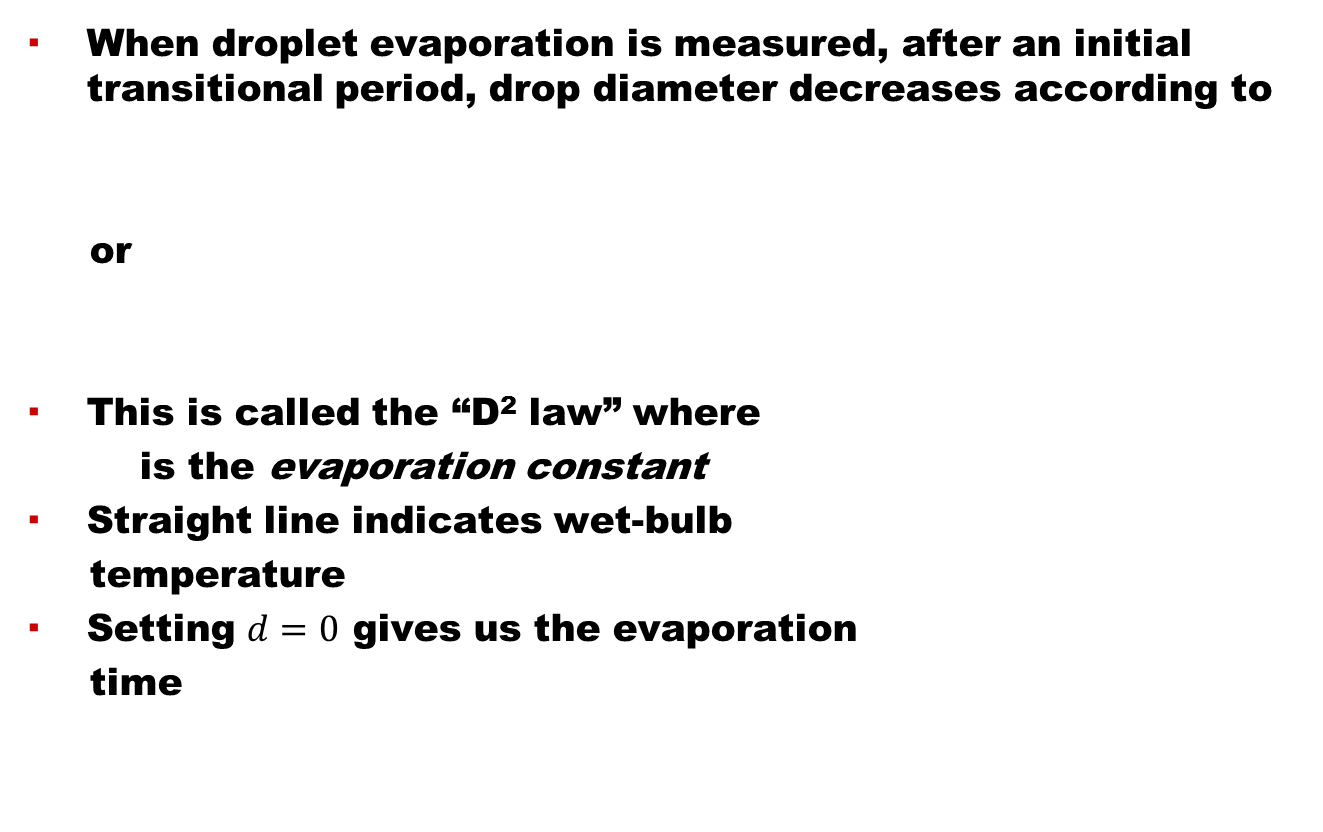 ▪ When droplet evaporation is measured, after an initial
transitional period, drop diameter decreases according to
or
▪ This is called the “D² law” where
is the evaporation constant
▪ Straight line indicates wet-bulb
temperature
▪ Setting 𝑑 = 0 gives us the evaporation
time